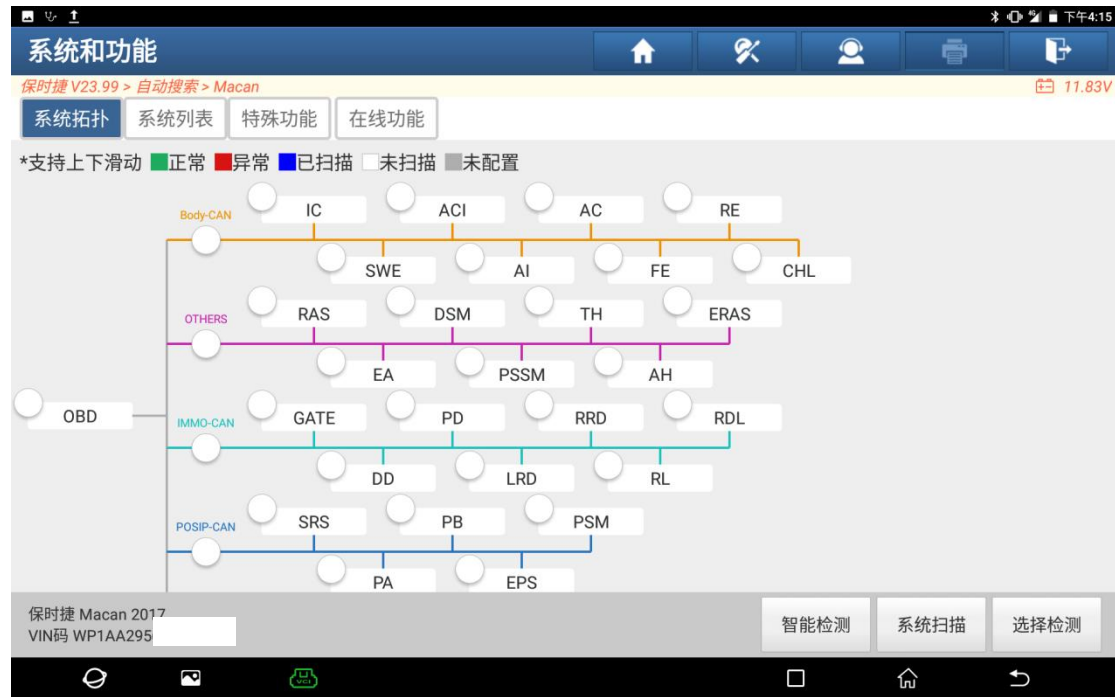 下午4:15
系统和功能
保时捷 V23.99 > 自动搜索 > Macan 11.83V
系统拓扑 系统列表 特殊功能 在线功能
*支持上下滑动 正常 异常 已扫描 未扫描 未配置
Body-CAN IC ACI AC RE
SWE AI FE CHL
OTHERS RAS DSM TH ERAS
EA PSSM AH
OBD IMMO-CAN GATE PD RRD RDL
DD LRD RL
POSIP-CAN SRS PB PSM
PA EPS
保时捷 Macan 2017
VIN码 WP1AA295
智能检测 系统扫描 选择检测
VCI